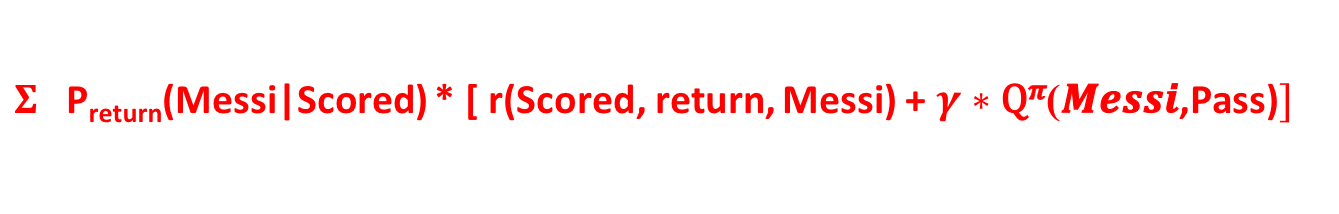 Σ P_return(Messi|Scored) * [ r(Scored, return, Messi) + γ ∗ Q^π(Messi,Pass)]